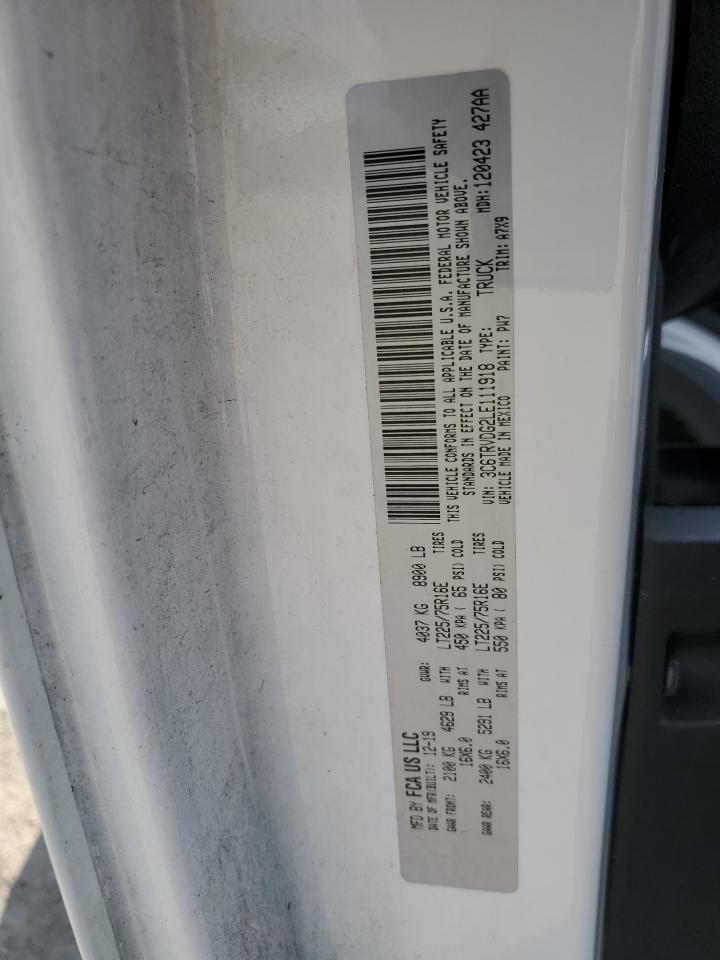 MFD BY FCA US LLC
DATE OF MFR(BUILT): 12-19 GVWR: 4037 KG 8900 LB
GAWR FRONT: 2100 KG 4629 LB WITH LT225/75R16E TIRES
16X6.0 RIMS AT 450 KPA ( 65 PSI) COLD
GAWR REAR: 2400 KG 5291 LB WITH LT225/75R16E TIRES
16X6.0 RIMS AT 550 KPA ( 80 PSI) COLD
THIS VEHICLE CONFORMS TO ALL APPLICABLE U.S.A. FEDERAL MOTOR VEHICLE SAFETY
STANDARDS IN EFFECT ON THE DATE OF MANUFACTURE SHOWN ABOVE.
VIN: 3C6TRVDG2LE111918 TYPE: TRUCK MDH:120423 427AA
VEHICLE MADE IN MEXICO PAINT: PW7 TRIM: A7X9